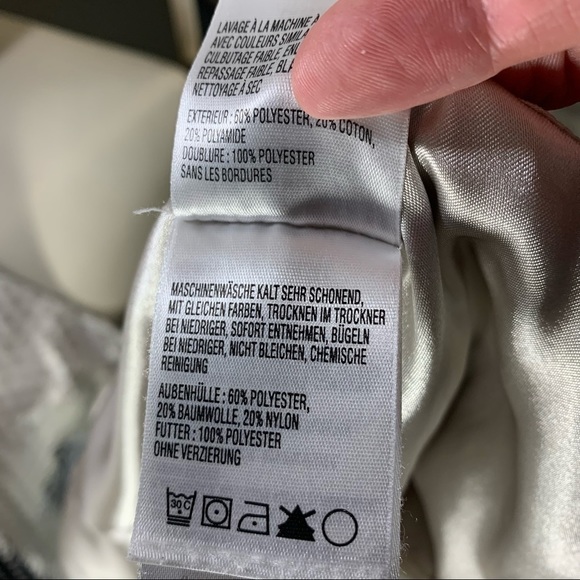 LAVAGE À LA MACHINE À
AVEC COULEURS SIMILA
CULBUTAGE FAIBLE, ENL
REPASSAGE FAIBLE, BLA
NETTOYAGE À SEC
EXTERIEUR : 60% POLYESTER, 20% COTON,
20% POLYAMIDE
DOUBLURE : 100% POLYESTER
SANS LES BORDURES
MASCHINENWÄSCHE KALT SEHR SCHONEND,
MIT GLEICHEN FARBEN, TROCKNEN IM TROCKNER
BEI NIEDRIGER, SOFORT ENTNEHMEN, BÜGELN
BEI NIEDRIGER, NICHT BLEICHEN, CHEMISCHE
REINIGUNG
AUßENHÜLLE : 60% POLYESTER,
20% BAUMWOLLE, 20% NYLON
FUTTER : 100% POLYESTER
OHNE VERZIERUNG
30 C